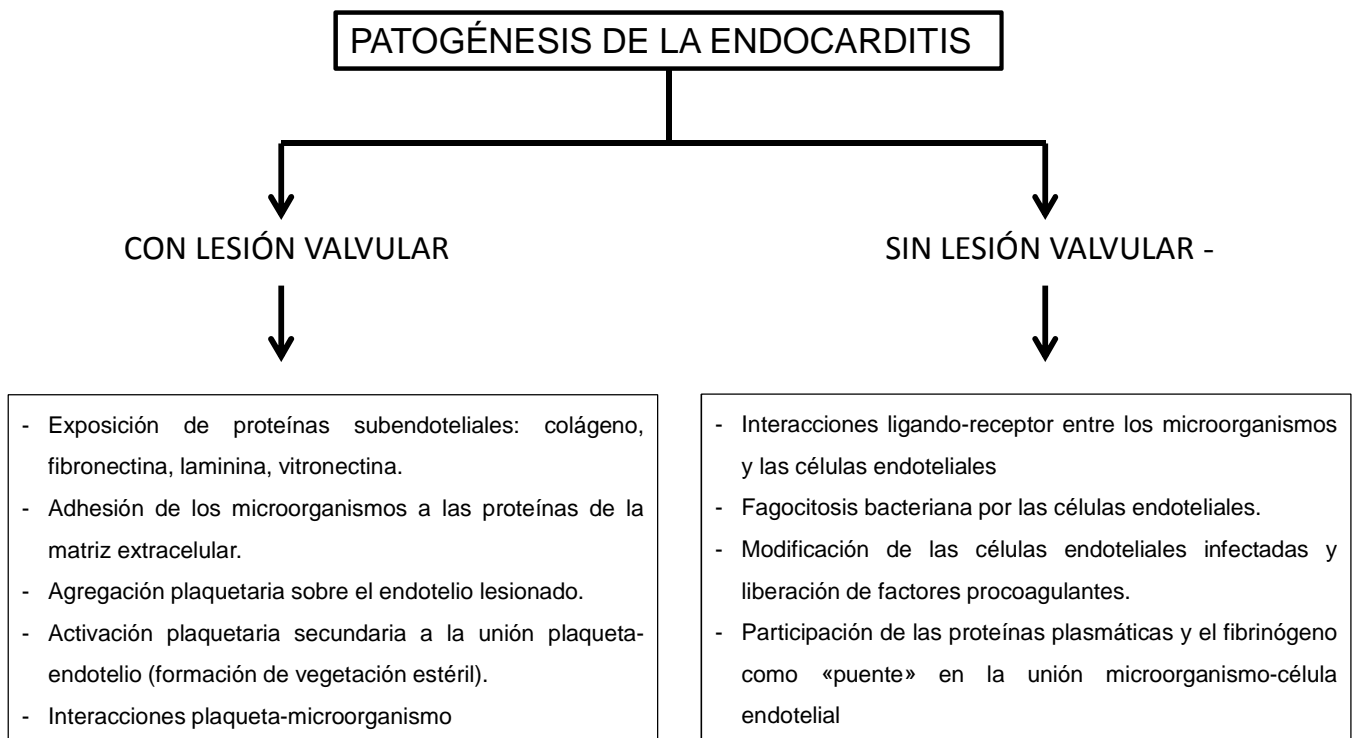 PATOGÉNESIS DE LA ENDOCARDITIS
CON LESIÓN VALVULAR
- Exposición de proteínas subendoteliales: colágeno,
fibronectina, laminina, vitronectina.
- Adhesión de los microorganismos a las proteínas de la
matriz extracelular.
- Agregación plaquetaria sobre el endotelio lesionado.
- Activación plaquetaria secundaria a la unión plaqueta-
endotelio (formación de vegetación estéril).
- Interacciones plaqueta-microorganismo
SIN LESIÓN VALVULAR -
- Interacciones ligando-receptor entre los microorganismos
y las células endoteliales
- Fagocitosis bacteriana por las células endoteliales.
- Modificación de las células endoteliales infectadas y
liberación de factores procoagulantes.
- Participación de las proteínas plasmáticas y el fibrinógeno
como «puente» en la unión microorganismo-célula
endotelial